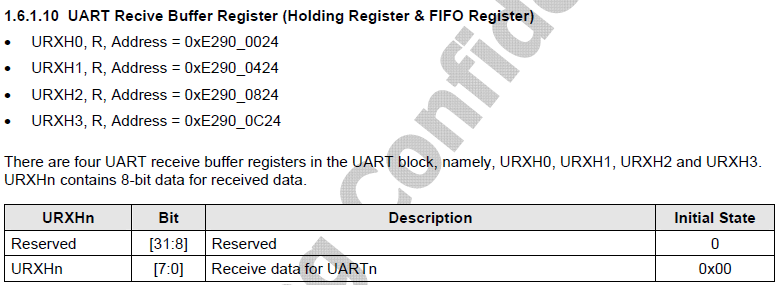 1.6.1.10 UART Recive Buffer Register (Holding Register & FIFO Register)
• URXH0, R, Address = 0xE290_0024
• URXH1, R, Address = 0xE290_0424
• URXH2, R, Address = 0xE290_0824
• URXH3, R, Address = 0xE290_0C24
There are four UART receive buffer registers in the UART block, namely, URXH0, URXH1, URXH2 and URXH3.
URXHn contains 8-bit data for received data.
URXHn Bit Description Initial State
Reserved [31:8] Reserved 0
URXHn [7:0] Receive data for UARTn 0x00